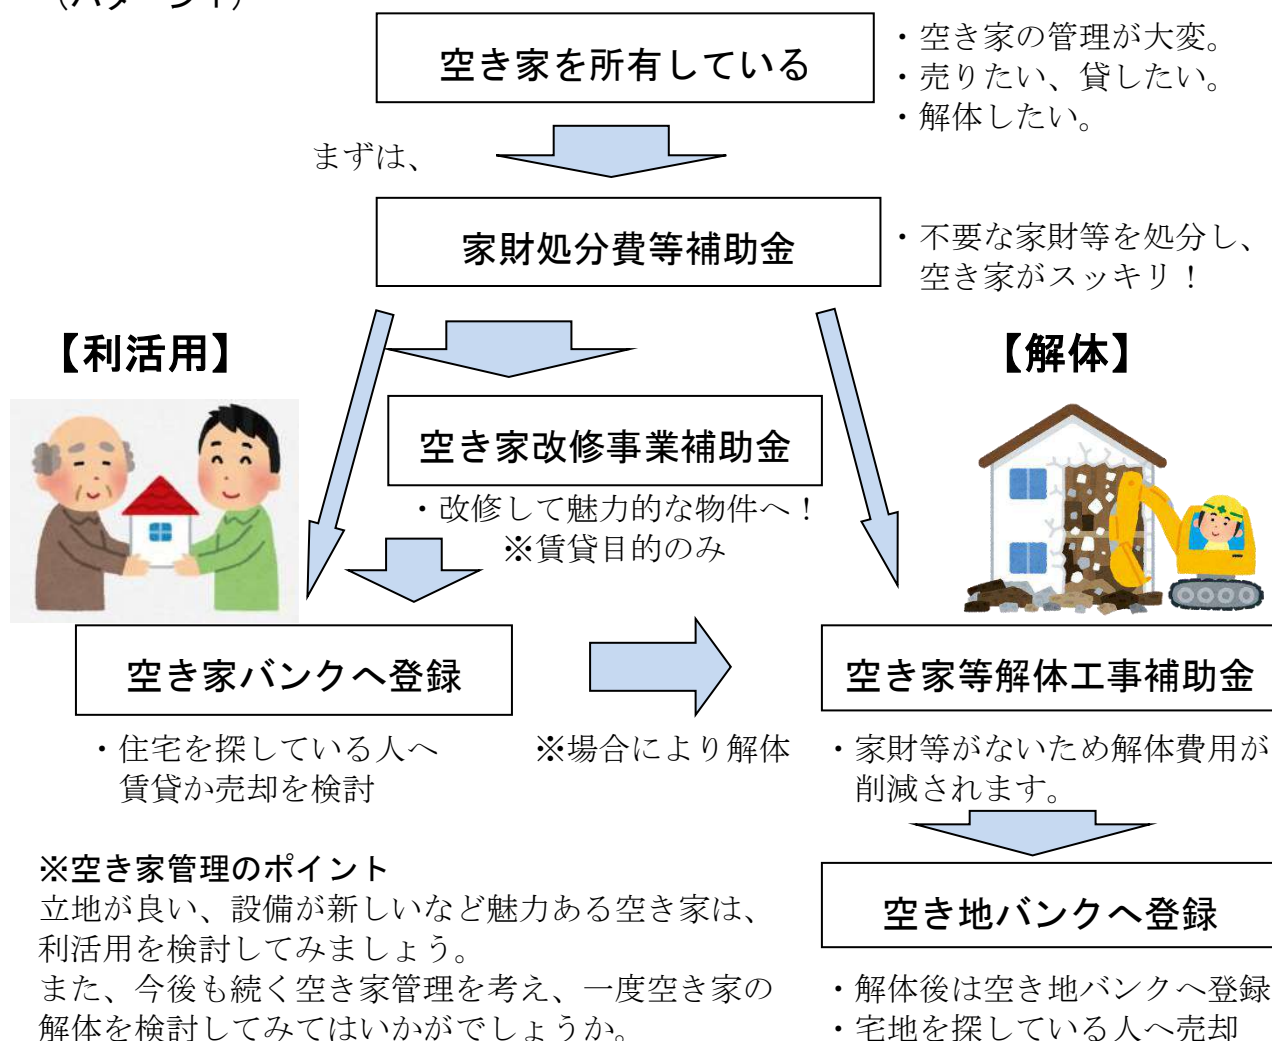 (パターン1)
空き家を所有している
・空き家の管理が大変。
・売りたい、貸したい。
・解体したい。
まずは、
家財処分費等補助金
・不要な家財等を処分し、
空き家がスッキリ！
【利活用】
【解体】
空き家改修事業補助金
・改修して魅力的な物件へ！
※賃貸目的のみ
空き家バンクへ登録
空き家等解体工事補助金
・住宅を探している人へ
賃貸か売却を検討
※場合により解体
・家財等がないため解体費用が
削減されます。
空き地バンクへ登録
・解体後は空き地バンクへ登録
・宅地を探している人へ売却
※空き家管理のポイント
立地が良い、設備が新しいなど魅力ある空き家は、
利活用を検討してみましょう。
また、今後も続く空き家管理を考え、一度空き家の
解体を検討してみてはいかがでしょうか。